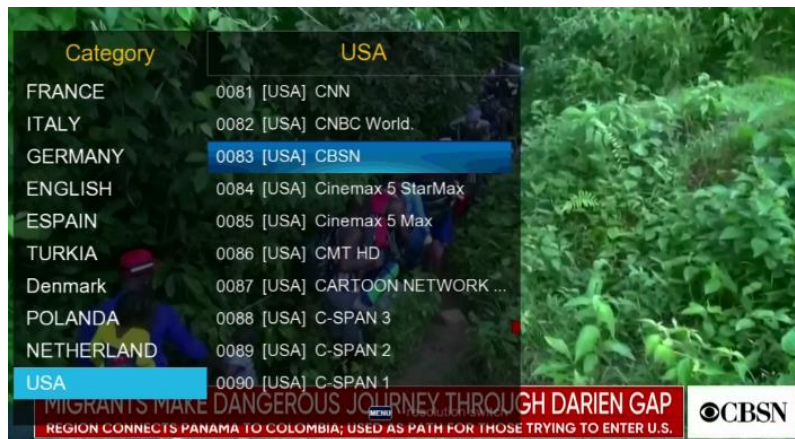 Category
USA
FRANCE
ITALY
GERMANY
ENGLISH
ESPAIN
TURKIA
Denmark
POLANDA
NETHERLAND
USA
0081 [USA] CNN
0082 [USA] CNBC World.
0083 [USA] CBSN
0084 [USA] Cinemax 5 StarMax
0085 [USA] Cinemax 5 Max
0086 [USA] CMT HD
0087 [USA] CARTOON NETWORK ...
0088 [USA] C-SPAN 3
0089 [USA] C-SPAN 2
0090 [USA] C-SPAN 1
MENU resolution switch
MIGRANTS MAKE DANGEROUS JOURNEY THROUGH DARIEN GAP
REGION CONNECTS PANAMA TO COLOMBIA; USED AS PATH FOR THOSE TRYING TO ENTER U.S.
CBSN